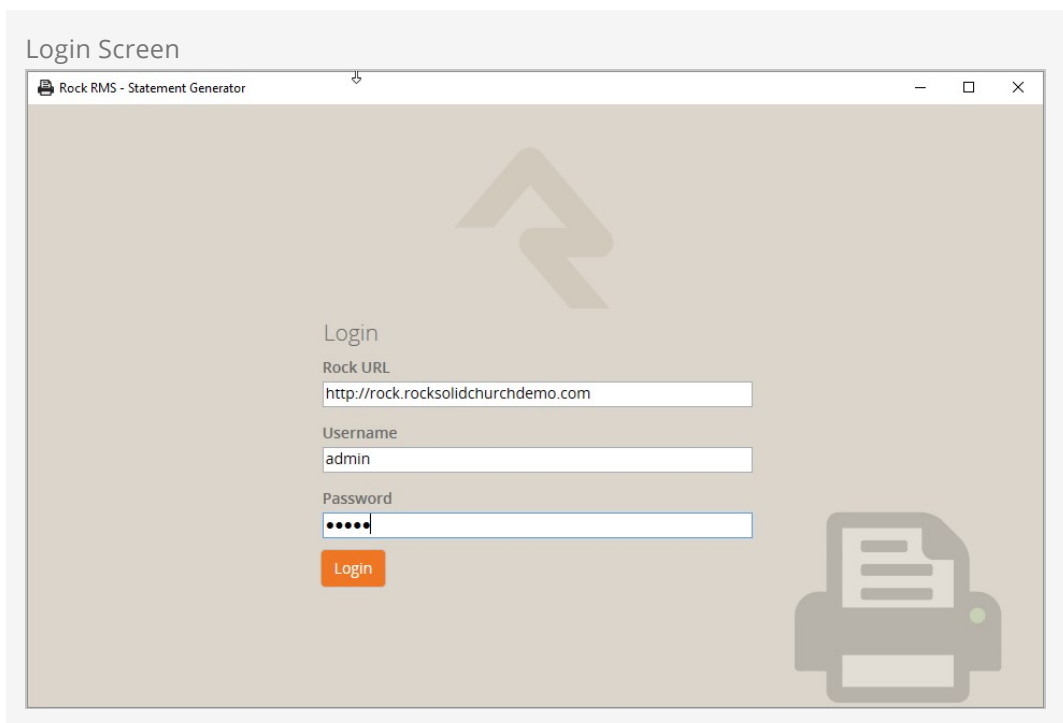 Login Screen
Rock RMS - Statement Generator
Login
Rock URL
http://rock.rocksolidchurchdemo.com
Username
admin
Password
•••••
Login